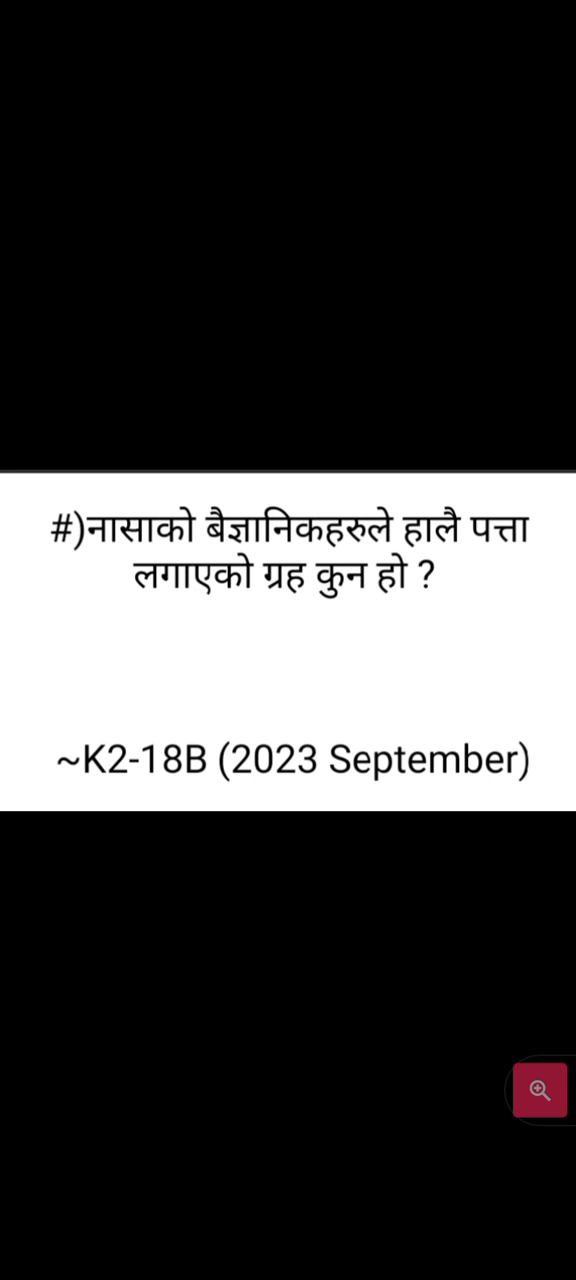 #)नासाको बैज्ञानिकहरुले हालै पत्ता
लगाएको ग्रह कुन हो ?
~K2-18B (2023 September)